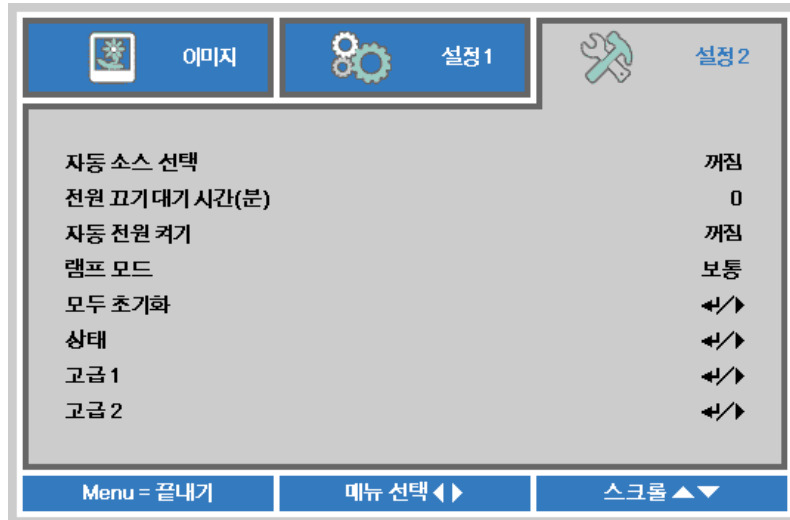 이미지 설정 1 설정 2
자동 소스 선택 꺼짐
전원 끄기 대기 시간(분) 0
자동 전원 켜기 꺼짐
램프 모드 보통
모두 초기화 ↵/▶
상태 ↵/▶
고급 1 ↵/▶
고급 2 ↵/▶
Menu = 끝내기 메뉴 선택 ◀ ▶ 스크롤 ▲▼